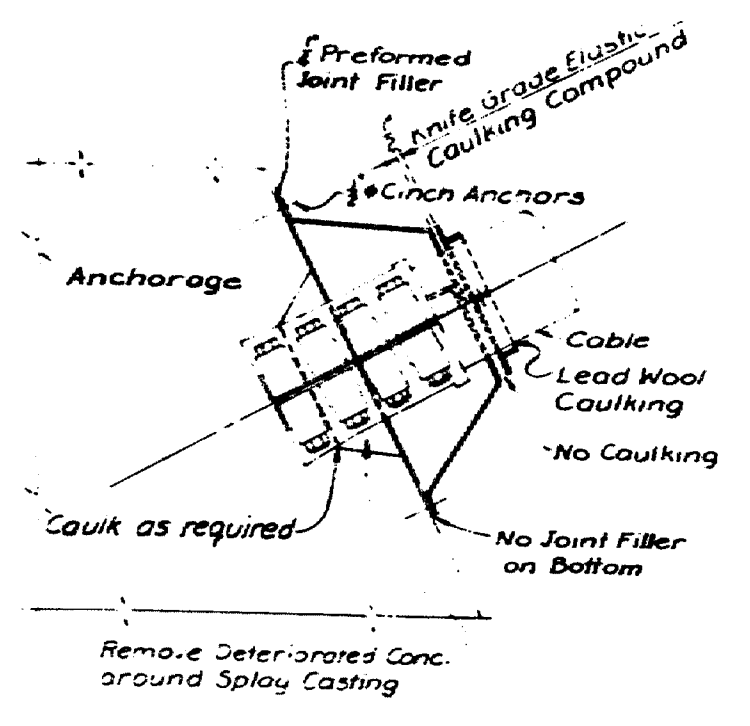 Preformed
Joint Filler
Knife Grade Elastic
Caulking Compound
Cinch Anchors
Anchorage
Cable
Lead Wool
Caulking
No Caulking
Caulk as required
No Joint Filler
on Bottom
Remove Deteriorated Conc.
around Splay Casting